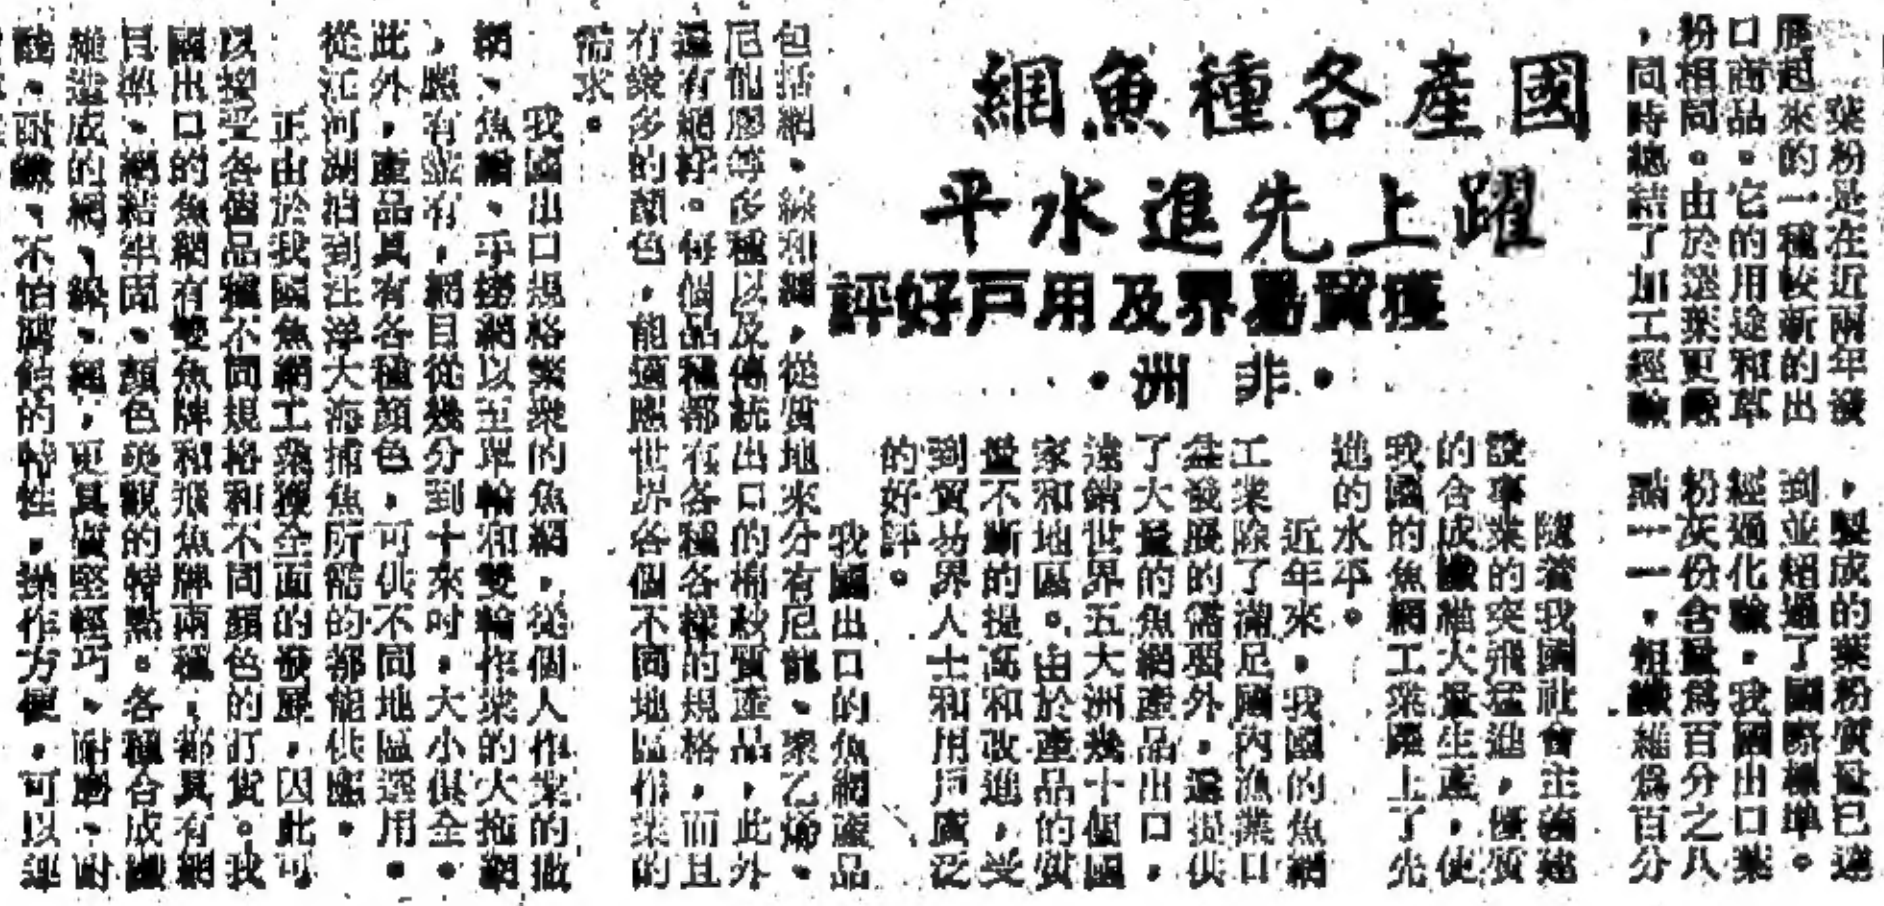 葉粉是在近兩年發
展起來的一種較新的出
口商品。它的用途和草
粉相同。由於送葉更嚴
，同時總結了加工經驗
，製成的葉粉質量已達
到並超過了國際標準。
經過化驗，我國出口葉
粉灰份含量爲百分之八
點一一，粗纖維爲百分
國產各種魚網
躍上先進水平
獲貿易界及用戶好評
·非洲·
隨着我國社會主義建
設事業的突飛猛進，優質
的合成纖維大量生產，使
我國的魚網工業躍上了先
進的水平。
近年來，我國的魚網
工業除了滿足國內漁業口
益發展的需要外，還提供
了大量的魚網產品出口，
遠銷世界五大洲幾十個國
家和地區。由於產品的質
量不斷的提高和改進，受
到貿易界人士和用戶廣泛
的好評。
我國出口的魚網產品
包括網、線和繩，從質地來分有尼龍、聚乙烯、
尼龍膠等多種以及傳統出口的棉紗質產品，此外
還有網好。每個品種都有各種各樣的規格，而且
有衆多的顏色，能適應世界各個不同地區作業的
需求。
我國出口規格衆衆的魚網，從個人作業的撒
網、魚籠、手撈網以至單輪和雙輪作業的大拖網
，應有盡有，網目從幾分到十來吋，大小俱全。
此外，產品具有各種顏色，可供不同地區選用。
從江河湖泊到汪洋大海捕魚所需的都能供應。
正由於我國魚網工業獲全面的發展，因此可
以接受各個品種不同規格和不同顏色的訂貨。我
國出口的魚網有雙魚牌和飛魚牌兩種，都具有網
目準、網結牢固、顏色美觀的特點。各種合成纖
維造成的網、線、繩，更具質堅輕巧、耐磨、耐
酸、耐鹼、不怕腐蝕的特性，操作方便，可以連